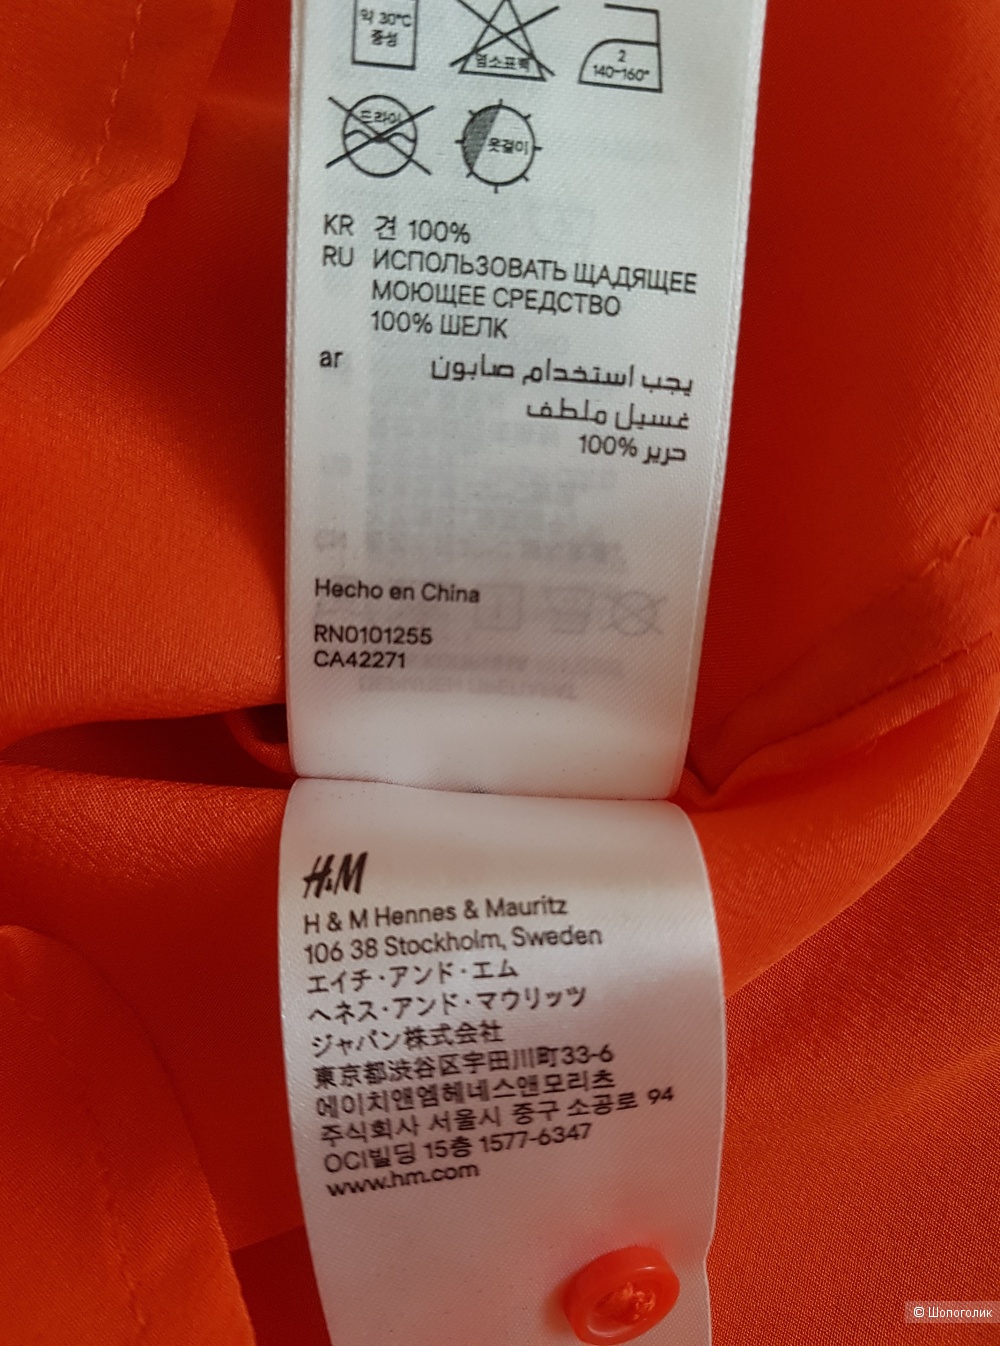 약 30°C
중성
염소표백
2
140-160°
드라이
옷걸이
KR 견 100%
RU ИСПОЛЬЗОВАТЬ ЩАДЯЩЕЕ
МОЮЩЕЕ СРЕДСТВО
100% ШЕЛК
ar يجب استخدام صابون
غسيل ملطف
حرير %100
Hecho en China
RN0101255
CA42271
H&M
H & M Hennes & Mauritz
106 38 Stockholm, Sweden
エイチ・アンド・エム
ヘネス・アンド・マウリッツ
ジャパン株式会社
東京都渋谷区宇田川町33-6
에이치앤엠헤네스앤모리츠
주식회사 서울시 중구 소공로 94
OCI빌딩 15층 1577-6347
www.hm.com
© Шопоголик